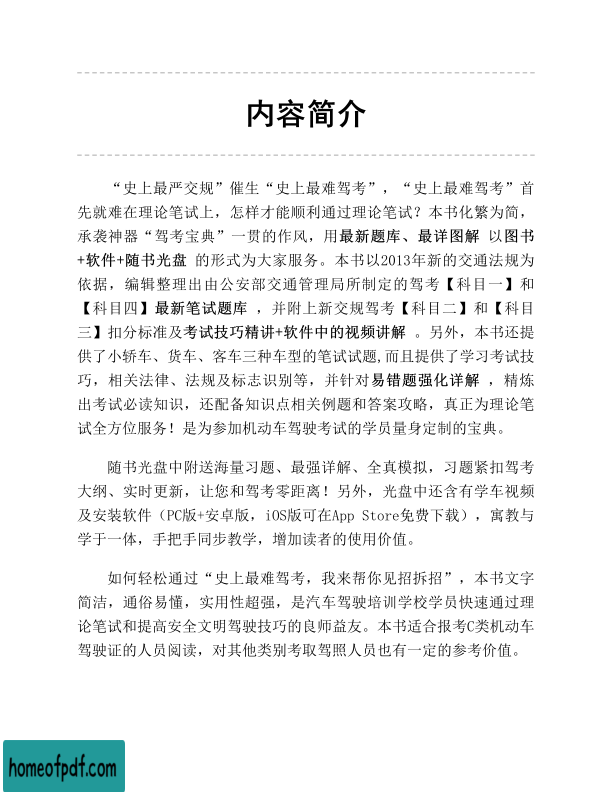 内容简介
“史上最严交规”催生“史上最难驾考”，“史上最难驾考”首
先就难在理论笔试上，怎样才能顺利通过理论笔试？本书化繁为简，
承袭神器“驾考宝典”一贯的作风，用最新题库、最详图解 以图书
+软件+随书光盘 的形式为大家服务。本书以2013年新的交通法规为
依据，编辑整理出由公安部交通管理局所制定的驾考【科目一】和
【科目四】最新笔试题库 ，并附上新交规驾考【科目二】和【科目
三】扣分标准及考试技巧精讲+软件中的视频讲解 。另外，本书还提
供了小轿车、货车、客车三种车型的笔试试题,而且提供了学习考试技
巧，相关法律、法规及标志识别等，并针对易错题强化详解 ，精炼
出考试必读知识，还配备知识点相关例题和答案攻略，真正为理论笔
试全方位服务！是为参加机动车驾驶考试的学员量身定制的宝典。
随书光盘中附送海量习题、最强详解、全真模拟，习题紧扣驾考
大纲、实时更新，让您和驾考零距离！另外，光盘中还含有学车视频
及安装软件（PC版+安卓版，iOS版可在App Store免费下载），寓教与
学于一体，手把手同步教学，增加读者的使用价值。
如何轻松通过“史上最难驾考，我来帮你见招拆招”，本书文字
简洁，通俗易懂，实用性超强，是汽车驾驶培训学校学员快速通过理
论笔试和提高安全文明驾驶技巧的良师益友。本书适合报考C类机动车
驾驶证的人员阅读，对其他类别考取驾照人员也有一定的参考价值。
homeofpdf.com